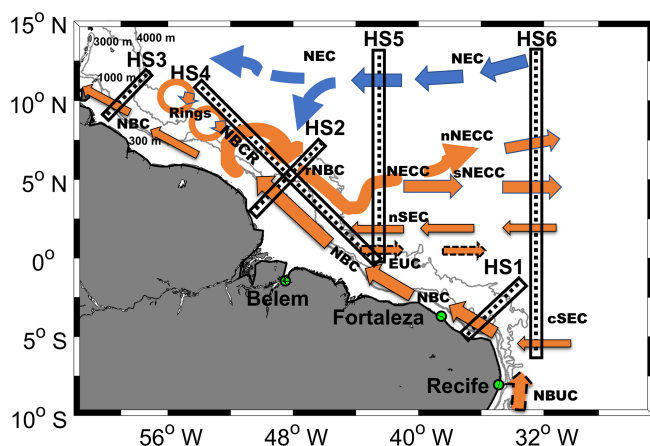 15° N
10° N
5° N
0°
5° S
10° S
3000 m
4000 m
1000 m
300 m
HS3
HS4
HS5
HS6
HS2
HS1
NEC
NEC
NBC
Rings
NBCR
rNBC
nNECC
NECC
sNECC
nSEC
EUC
NBC
NBC
cSEC
NBUC
Belem
Fortaleza
Recife
56° W
48° W
40° W
32° W